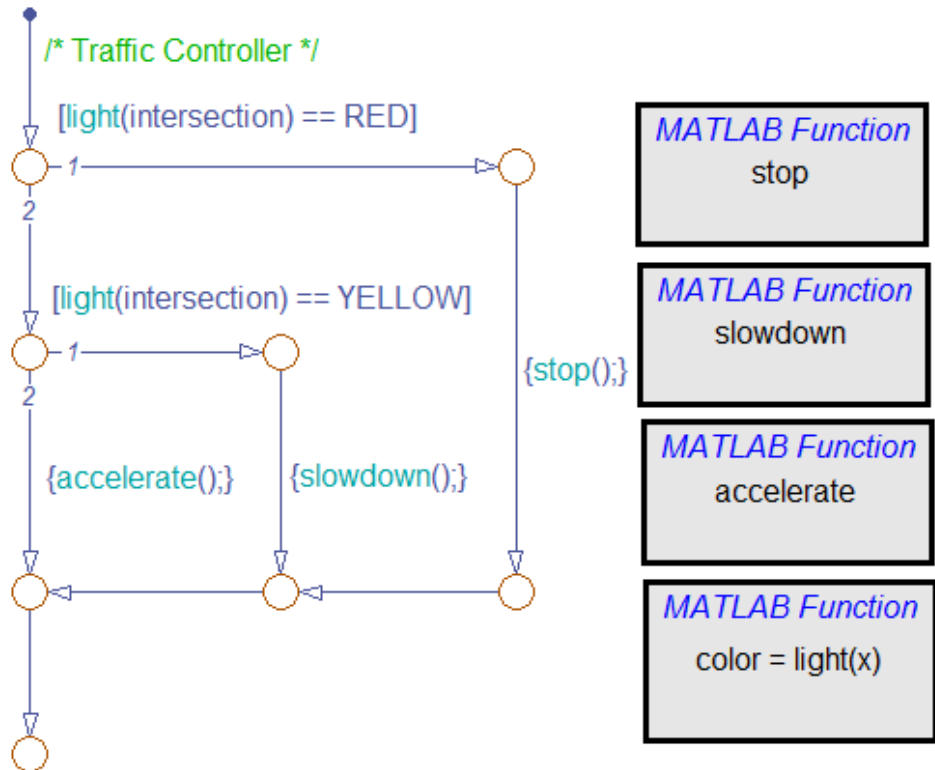 /* Traffic Controller */
[light(intersection) == RED]
1
2
[light(intersection) == YELLOW]
1
2
{stop();}
{accelerate();}
{slowdown();}
MATLAB Function
stop
MATLAB Function
slowdown
MATLAB Function
accelerate
MATLAB Function
color = light(x)